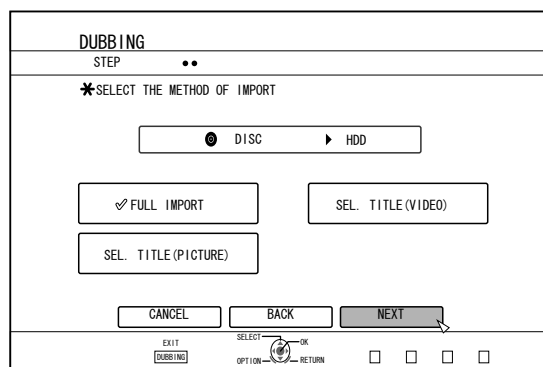 DUBBING
STEP
SELECT THE METHOD OF IMPORT
DISC HDD
FULL IMPORT SEL. TITLE(VIDEO)
SEL. TITLE(PICTURE)
CANCEL BACK NEXT
EXIT SELECT OK
DUBBING OPTION RETURN